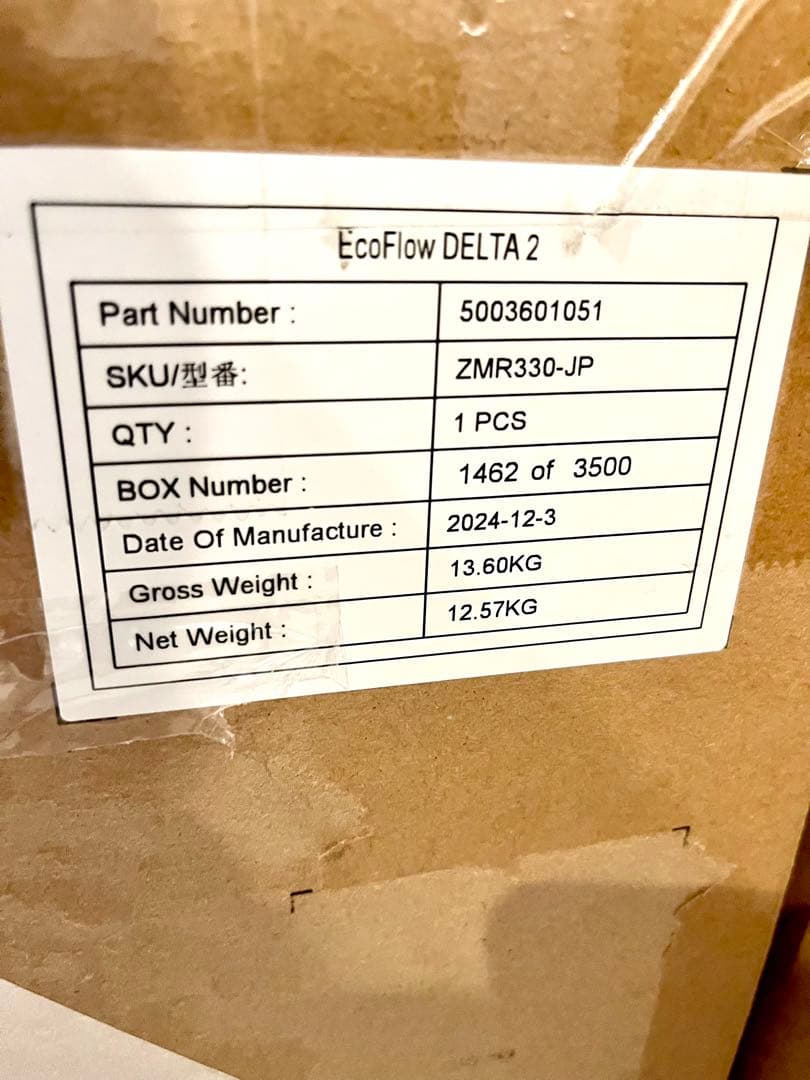 EcoFlow DELTA 2
Part Number : 5003601051
SKU/型番: ZMR330-JP
QTY : 1 PCS
BOX Number : 1462 of 3500
Date Of Manufacture : 2024-12-3
Gross Weight : 13.60KG
Net Weight : 12.57KG